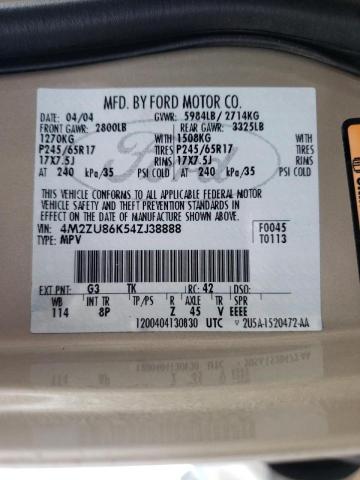 MFD. BY FORD MOTOR CO.
DATE: 04/04 GVWR: 5984LB/ 2714KG
FRONT GAWR: 2800LB REAR GAWR: 3325LB
1270KG WITH 1508KG WITH
P245/65R17 TIRES P245/65R17 TIRES
17X7.5J RIMS 17X7.5J RIMS
AT 240 kPa/35 PSI COLD AT 240 kPa/35 PSI COLD
THIS VEHICLE CONFORMS TO ALL APPLICABLE FEDERAL MOTOR
VEHICLE SAFETY AND THEFT PREVENTION STANDARDS IN
EFFECT ON THE DATE OF MANUFACTURE SHOWN ABOVE.
VIN: 4M2ZU86K54ZJ38888 F0045
TYPE: MPV T0113
EXT PNT: G3 TK RC: 42 DSO:
WB INT TR TP/PS R AXLE TR SPR
114 8P Z 45 V EEEE
1200404130830 UTC 2U5A-1520472-AA